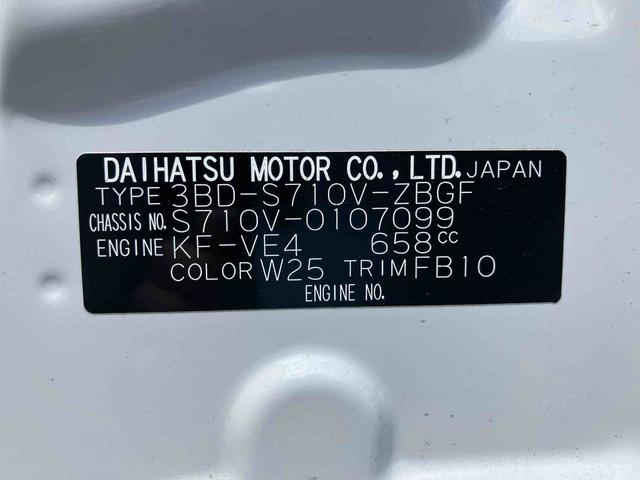 DAIHATSU MOTOR CO.,LTD. JAPAN
TYPE 3BD-S710V-ZBGF
CHASSIS NO. S710V-0107099
ENGINE KF-VE4 658cc
COLOR W25 TRIM FB10
ENGINE NO.